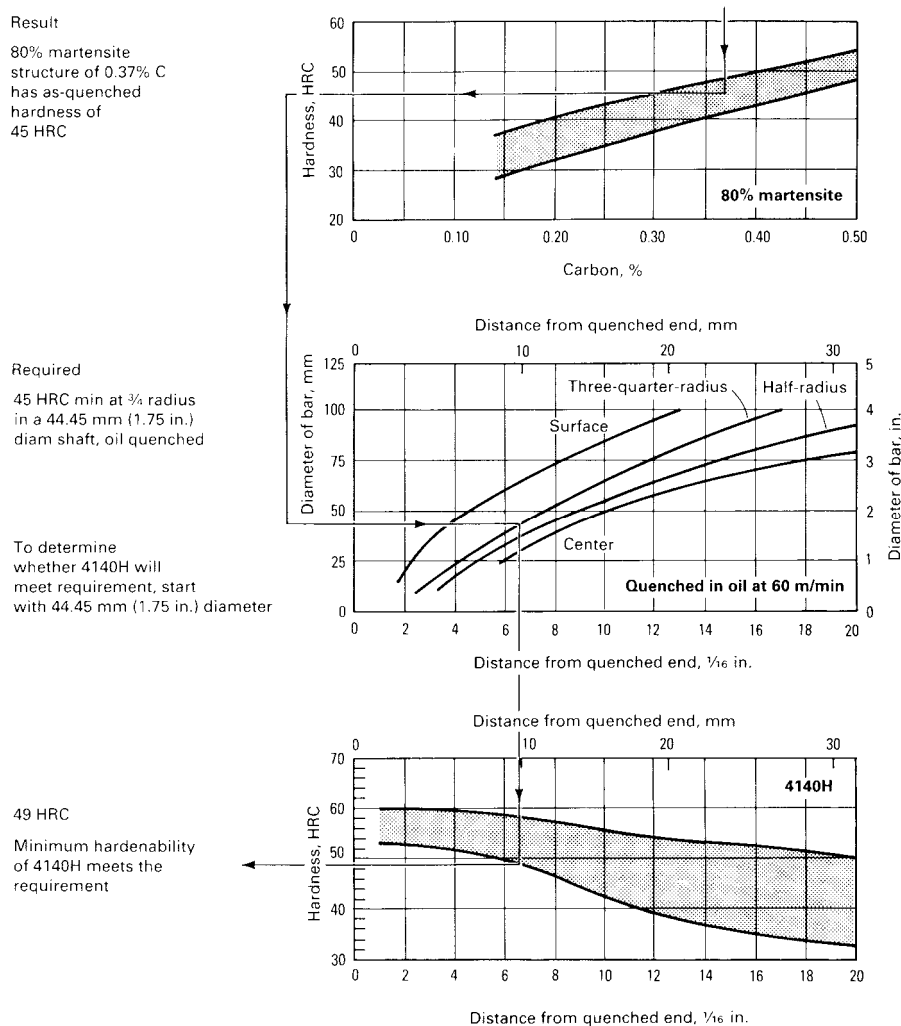 Result
80% martensite
structure of 0.37% C
has as-quenched
hardness of
45 HRC
Hardness, HRC
60
50
40
30
20
80% martensite
0 0.10 0.20 0.30 0.40 0.50
Carbon, %
Required
45 HRC min at ¾ radius
in a 44.45 mm (1.75 in.)
diam shaft, oil quenched
To determine
whether 4140H will
meet requirement, start
with 44.45 mm (1.75 in.) diameter
Distance from quenched end, mm
0 10 20 30
Diameter of bar, mm
125
100
75
50
25
0
Surface
Three-quarter-radius
Half-radius
Center
Quenched in oil at 60 m/min
5
4
3
2
1
0
Diameter of bar, in.
0 2 4 6 8 10 12 14 16 18 20
Distance from quenched end, 1/16 in.
49 HRC
Minimum hardenability
of 4140H meets the
requirement
Distance from quenched end, mm
0 10 20 30
Hardness, HRC
70
60
50
40
30
4140H
0 2 4 6 8 10 12 14 16 18 20
Distance from quenched end, 1/16 in.